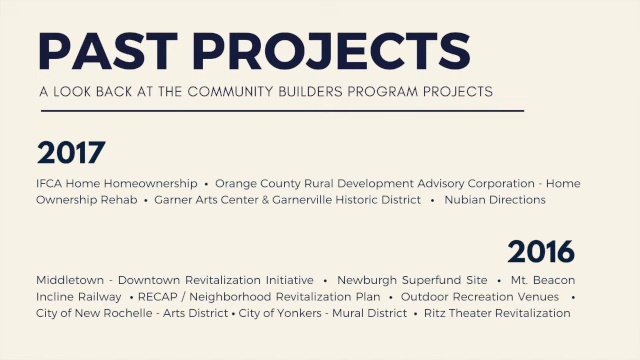 PAST PROJECTS
A LOOK BACK AT THE COMMUNITY BUILDERS PROGRAM PROJECTS
2017
IFCA Home Homeownership • Orange County Rural Development Advisory Corporation - Home
Ownership Rehab • Garner Arts Center & Garnerville Historic District • Nubian Directions
2016
Middletown - Downtown Revitalization Initiative • Newburgh Superfund Site • Mt. Beacon
Incline Railway • RECAP / Neighborhood Revitalization Plan • Outdoor Recreation Venues •
City of New Rochelle - Arts District • City of Yonkers - Mural District • Ritz Theater Revitalization